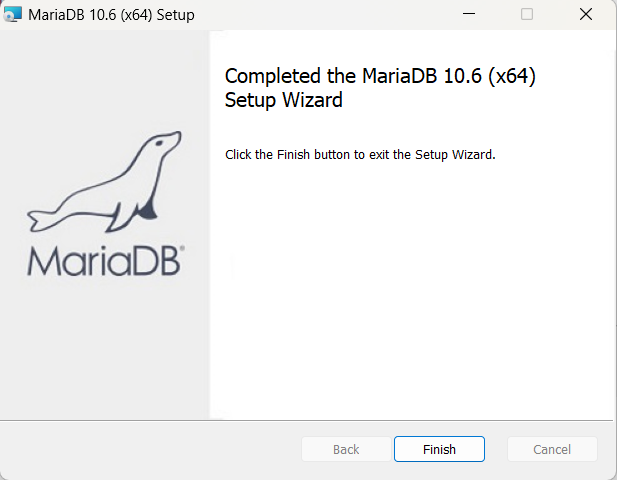 MariaDB 10.6 (x64) Setup
Completed the MariaDB 10.6 (x64)
Setup Wizard
Click the Finish button to exit the Setup Wizard.
MariaDB®
Back
Finish
Cancel